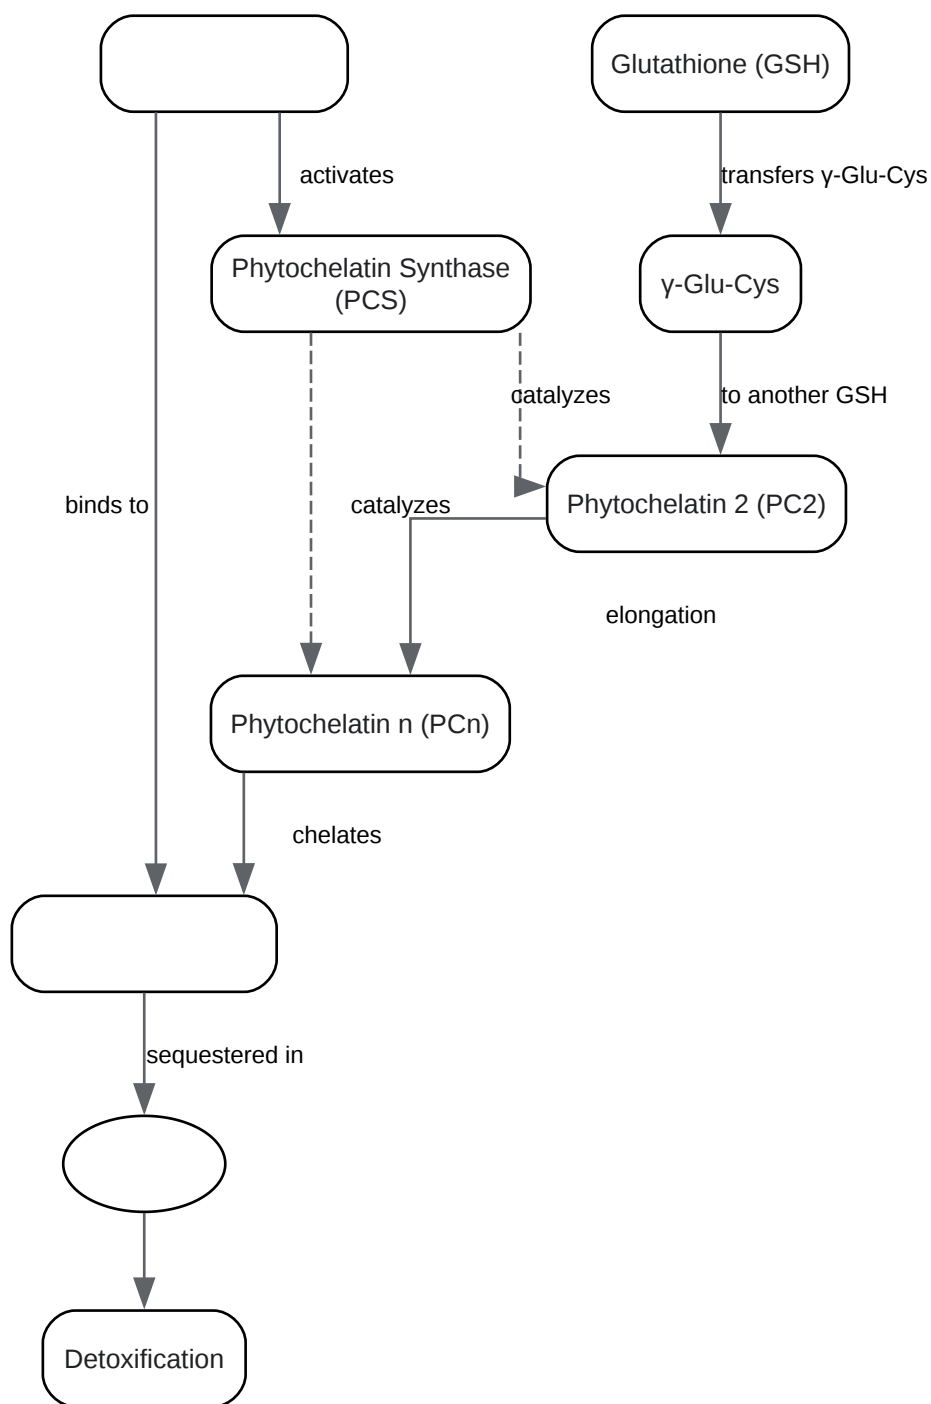 Glutathione (GSH)
activates
transfers γ-Glu-Cys
Phytochelatin Synthase
(PCS)
γ-Glu-Cys
catalyzes
to another GSH
binds to
catalyzes
Phytochelatin 2 (PC2)
elongation
Phytochelatin n (PCn)
chelates
sequestered in
Detoxification